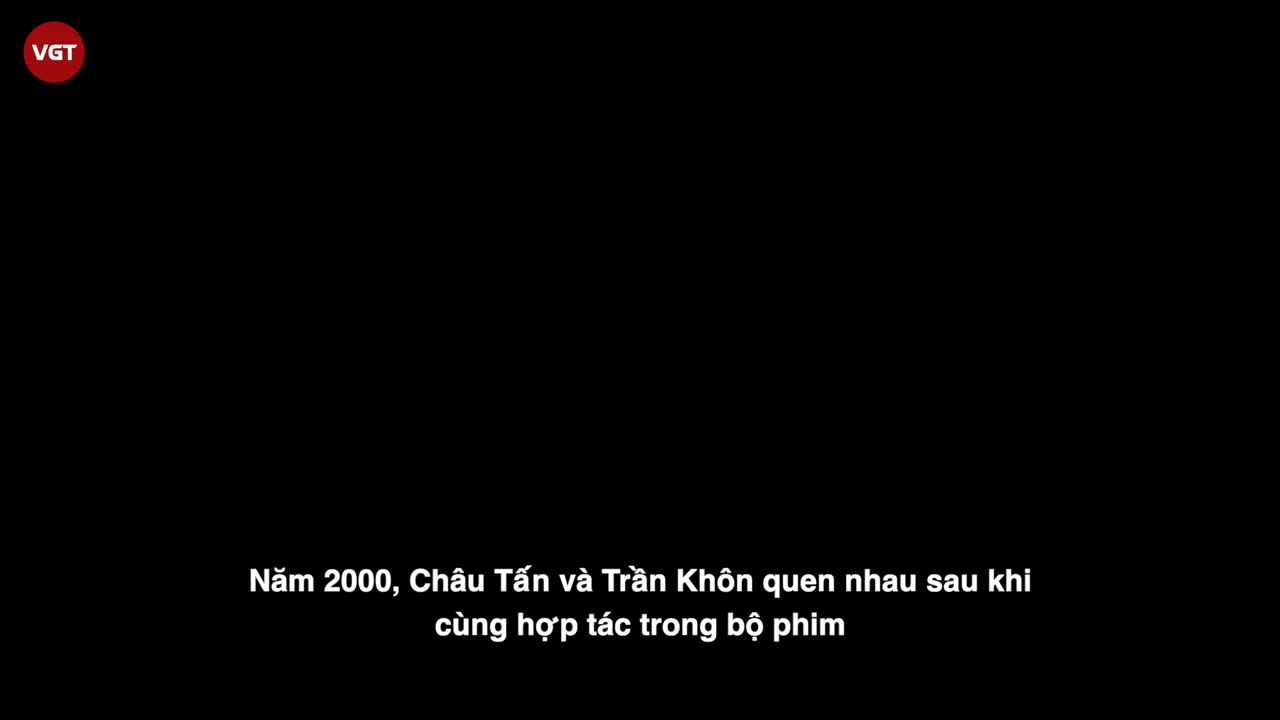 VGT
Năm 2000, Châu Tấn và Trần Khôn quen nhau sau khi
cùng hợp tác trong bộ phim